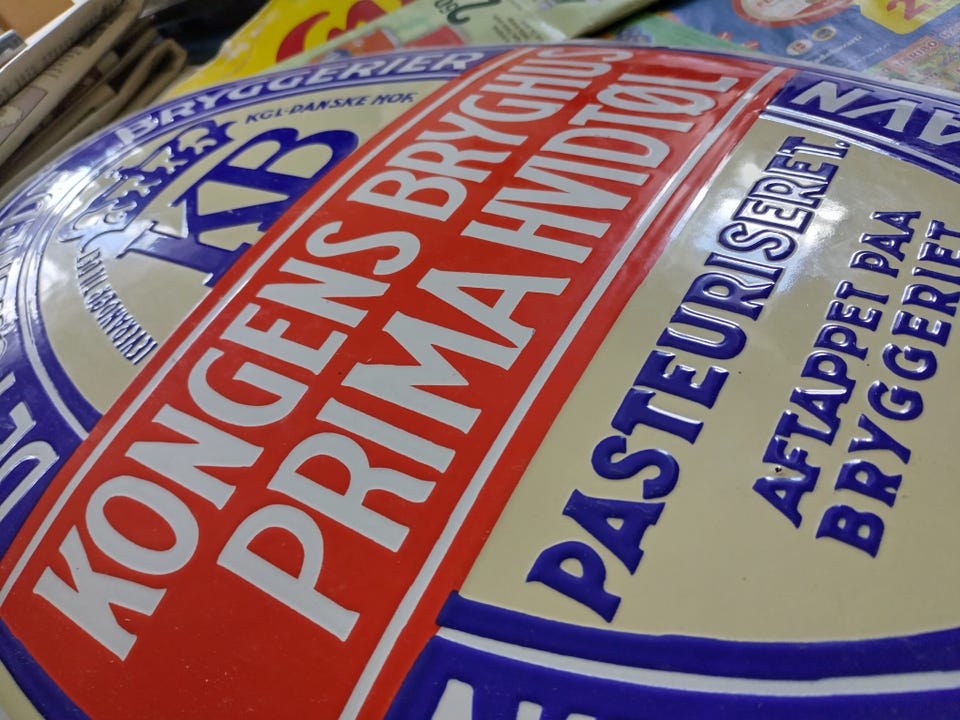 BRYGGERIER
KGL. DANSKE HOF.
KB
KONGENS BRYGHUS
PRIMA HVIDTØL
PASTEURISERET.
AFTAPPET PAA
BRYGGERIET